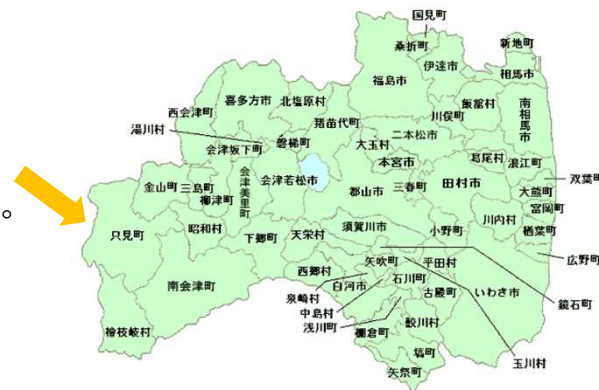 国見町
桑折町
新地町
伊達市
相馬市
福島市
喜多方市
北塩原村
飯舘村
南相馬市
西会津町
川俣町
猪苗代町
湯川村
二本松市
磐梯町
大玉村
会津坂下町
本宮市
葛尾村
浪江町
双葉町
会津若松市
田村市
金山町
三島町
会津美里町
郡山市
三春町
大熊町
柳津町
富岡町
川内村
楢葉町
昭和村
須賀川市
小野町
只見町
下郷町
天栄村
広野町
矢吹町
平田村
西郷村
石川町
南会津町
白河市
古殿町
いわき市
泉崎村
鏡石町
中島村
浅川町
鮫川村
棚倉町
檜枝岐村
塙町
玉川村
矢祭町
。